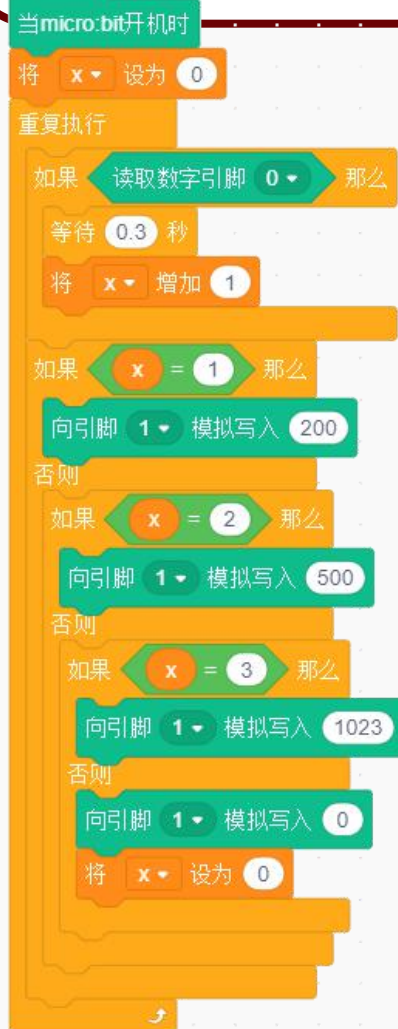 当micro:bit开机时
将 x 设为 0
重复执行
如果 读取数字引脚 0 那么
等待 0.3 秒
将 x 增加 1
如果 x = 1 那么
向引脚 1 模拟写入 200
否则
如果 x = 2 那么
向引脚 1 模拟写入 500
否则
如果 x = 3 那么
向引脚 1 模拟写入 1023
否则
向引脚 1 模拟写入 0
将 x 设为 0